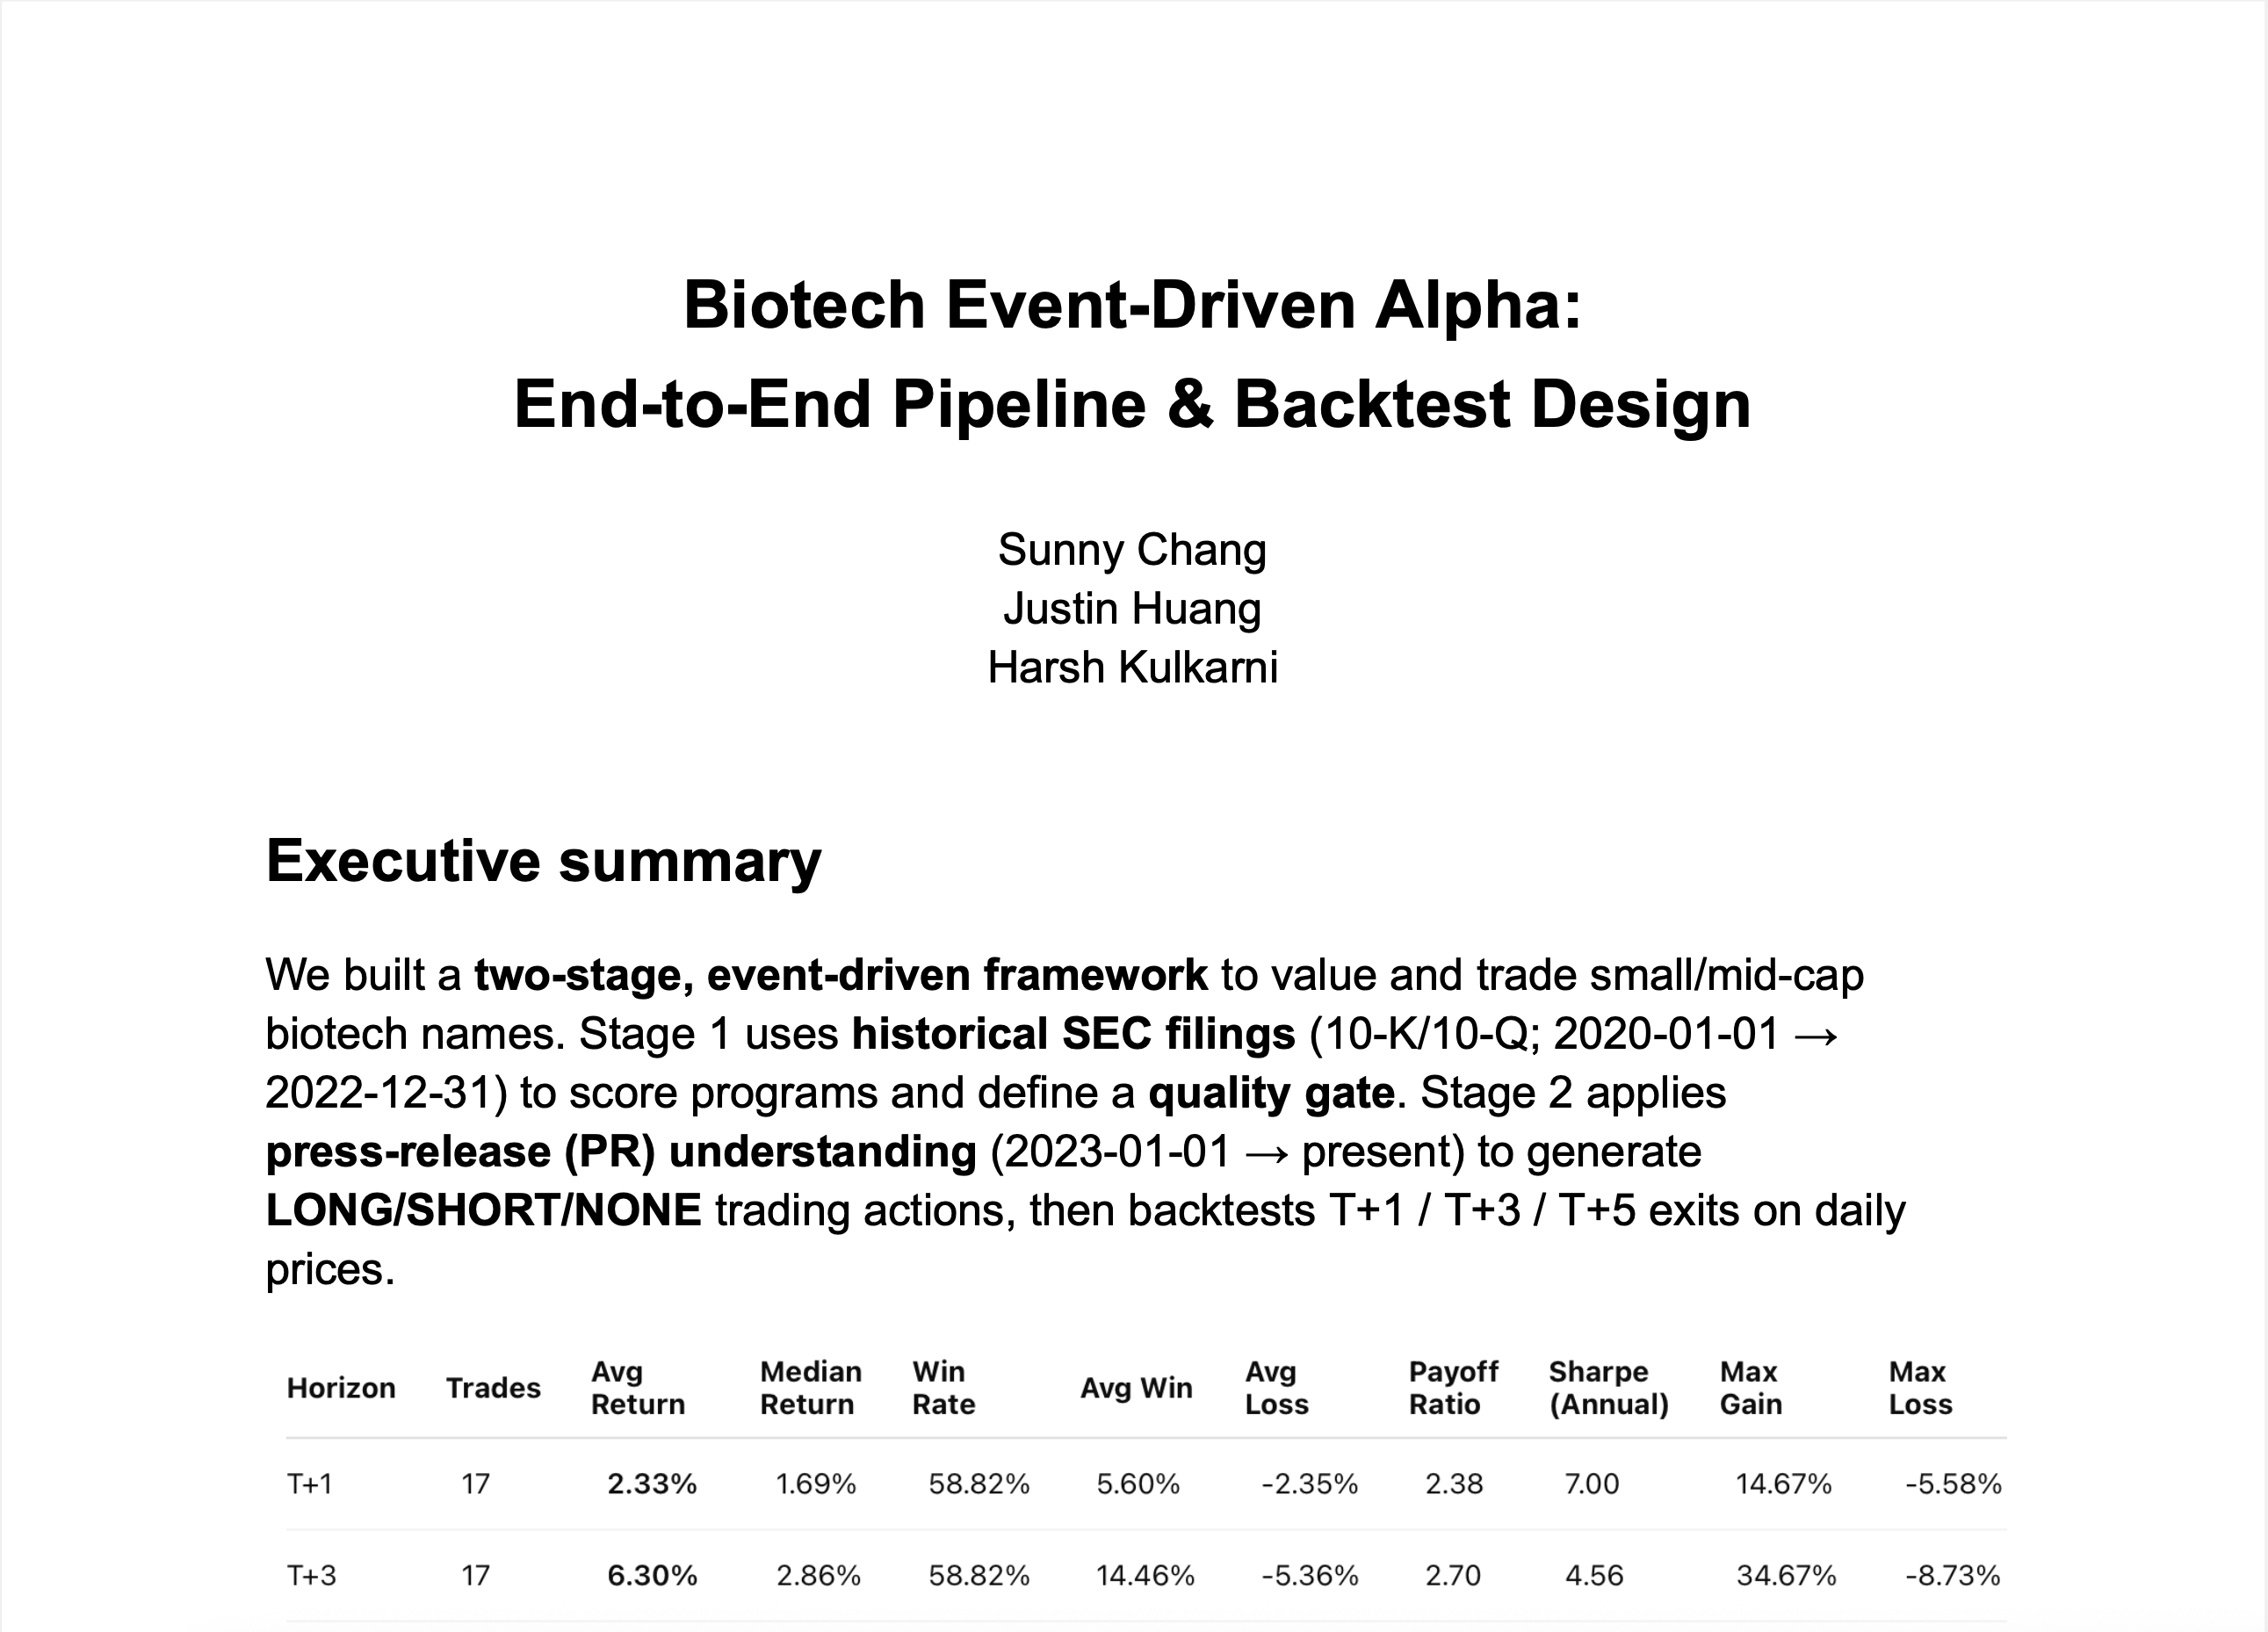 Biotech Event-Driven Alpha:
End-to-End Pipeline & Backtest Design
Sunny Chang
Justin Huang
Harsh Kulkarni
Executive summary
We built a two-stage, event-driven framework to value and trade small/mid-cap
biotech names. Stage 1 uses historical SEC filings (10-K/10-Q; 2020-01-01 →
2022-12-31) to score programs and define a quality gate. Stage 2 applies
press-release (PR) understanding (2023-01-01 → present) to generate
LONG/SHORT/NONE trading actions, then backtests T+1 / T+3 / T+5 exits on daily
prices.
Horizon Trades Avg Return Median Return Win Rate Avg Win Avg Loss Payoff Ratio Sharpe (Annual) Max Gain Max Loss
T+1 17 2.33% 1.69% 58.82% 5.60% -2.35% 2.38 7.00 14.67% -5.58%
T+3 17 6.30% 2.86% 58.82% 14.46% -5.36% 2.70 4.56 34.67% -8.73%